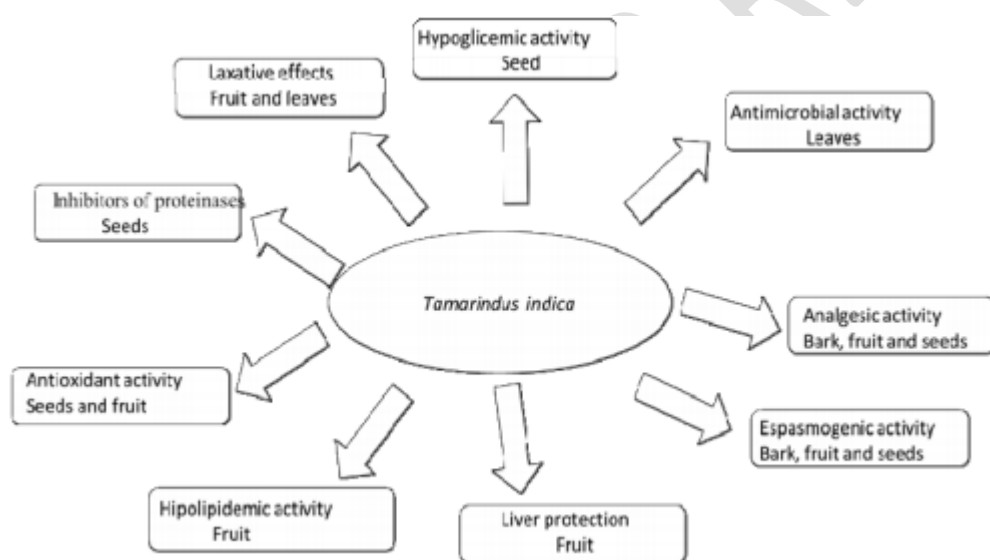 Hypoglicemic activity
Seed
Laxative effects
Fruit and leaves
Antimicrobial activity
Leaves
Inhibitors of proteinases
Seeds
Tamarindus indica
Analgesic activity
Bark, fruit and seeds
Antioxidant activity
Seeds and fruit
Espasmogenic activity
Bark, fruit and seeds
Hipolipidemic activity
Fruit
Liver protection
Fruit